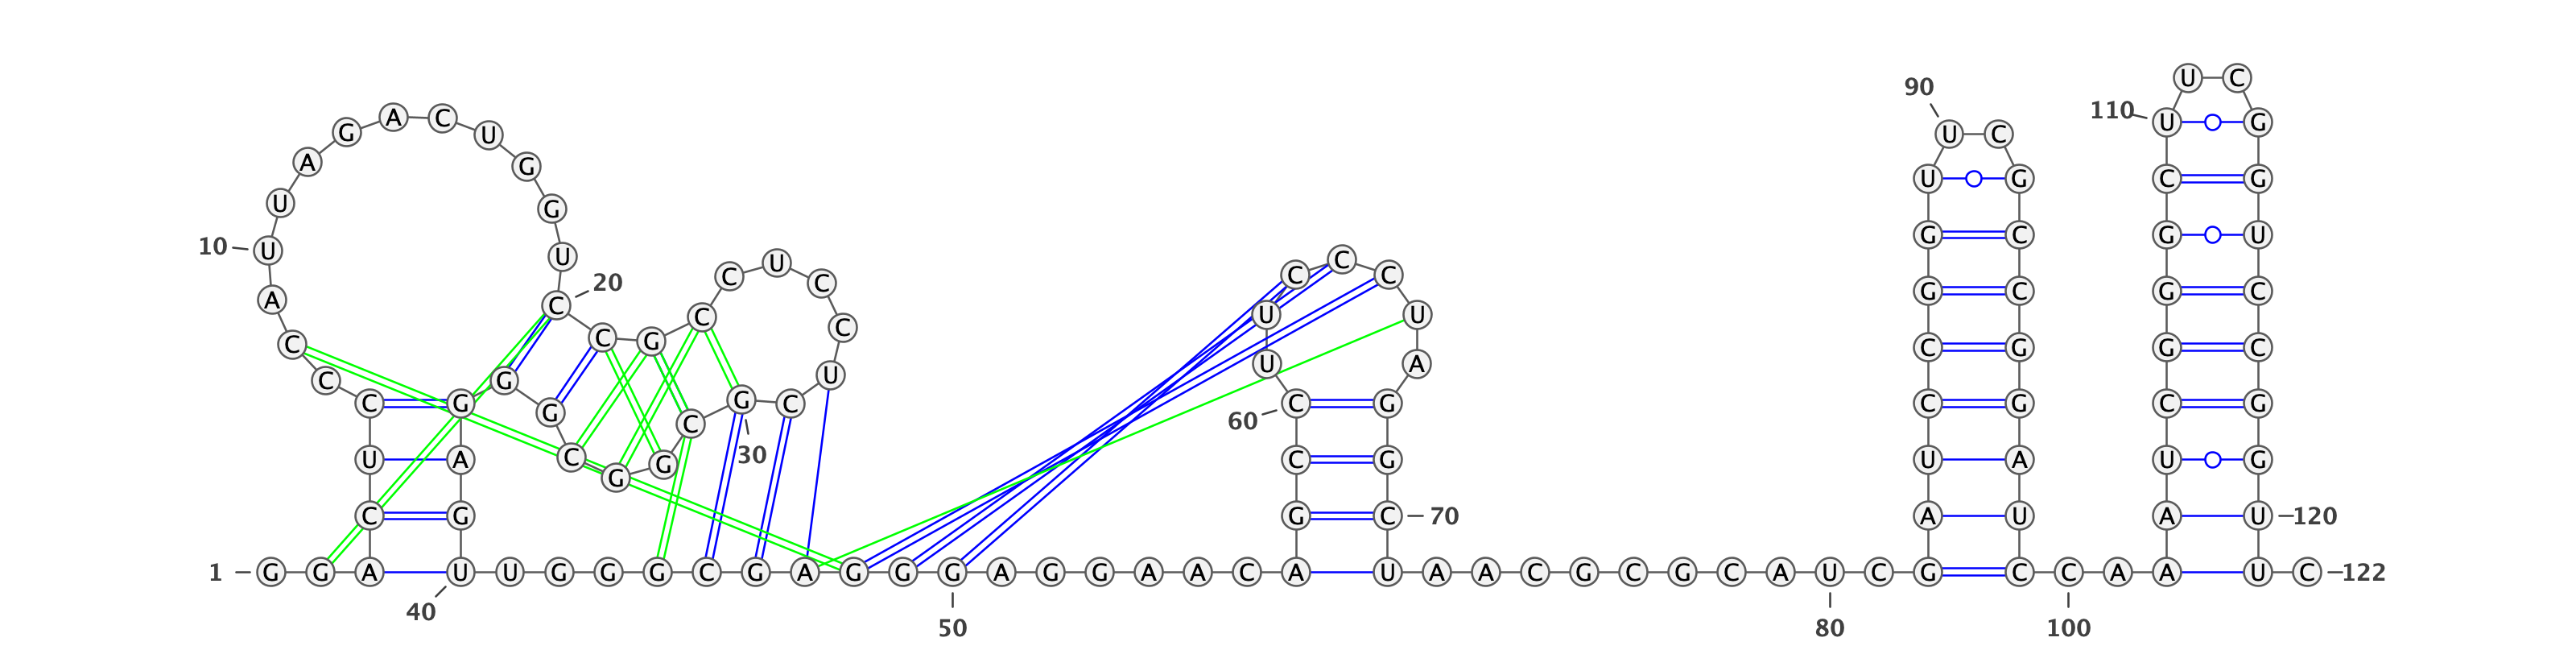 1
G G A C U C C C A U
10
U A G A C U G G U C
20
C G C C U C C U C G
30
C G G C G G G A G U
40
U G G G C G A G G G
50
A G G A A C A G C C
60
U U C C C U A G G C
70
U A A C G C G C A U
80
C G A U C C G G U U
90
C G C C G G A U C C
100
A A A U C G G G C U
110
U C G G U C C G G U
120
U C
122